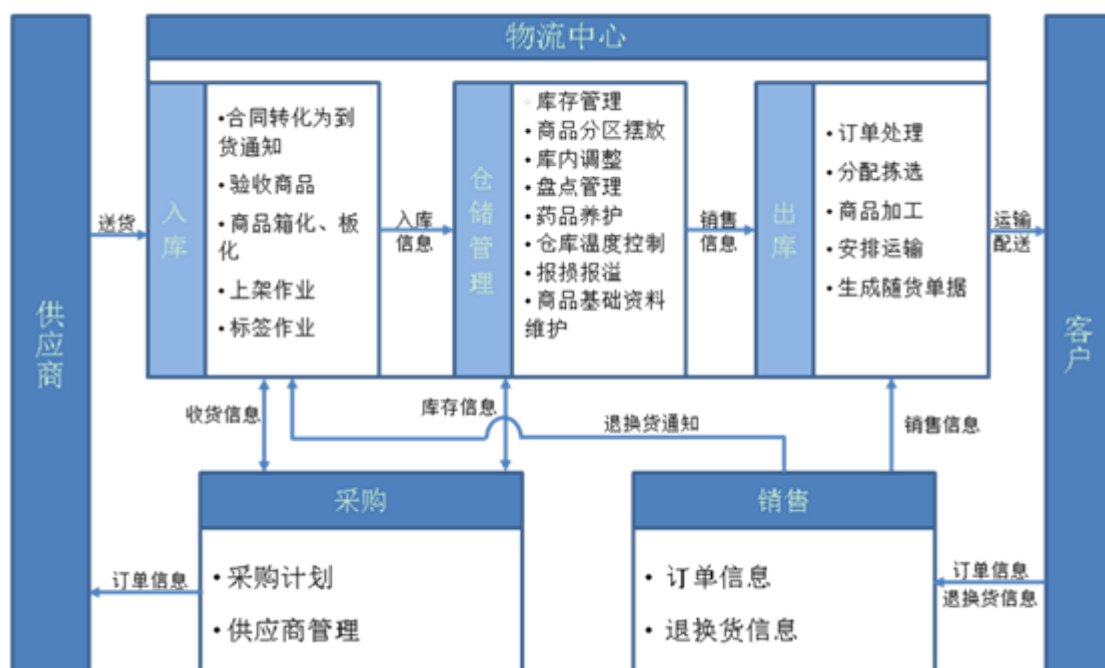 物流中心
供应商
送货
入库
•合同转化为到
货通知
•验收商品
•商品箱化、板
化
•上架作业
•标签作业
入库
信息
仓储管理
•库存管理
•商品分区摆放
•库内调整
•盘点管理
•药品养护
•仓库温度控制
•报损报溢
•商品基础资料
维护
销售
信息
出库
•订单处理
•分配拣选
•商品加工
•安排运输
•生成随货单据
运输
配送
客户
收货信息
库存信息
退换货通知
销售信息
采购
•采购计划
•供应商管理
订单信息
销售
•订单信息
•退换货信息
订单信息
退换货信息